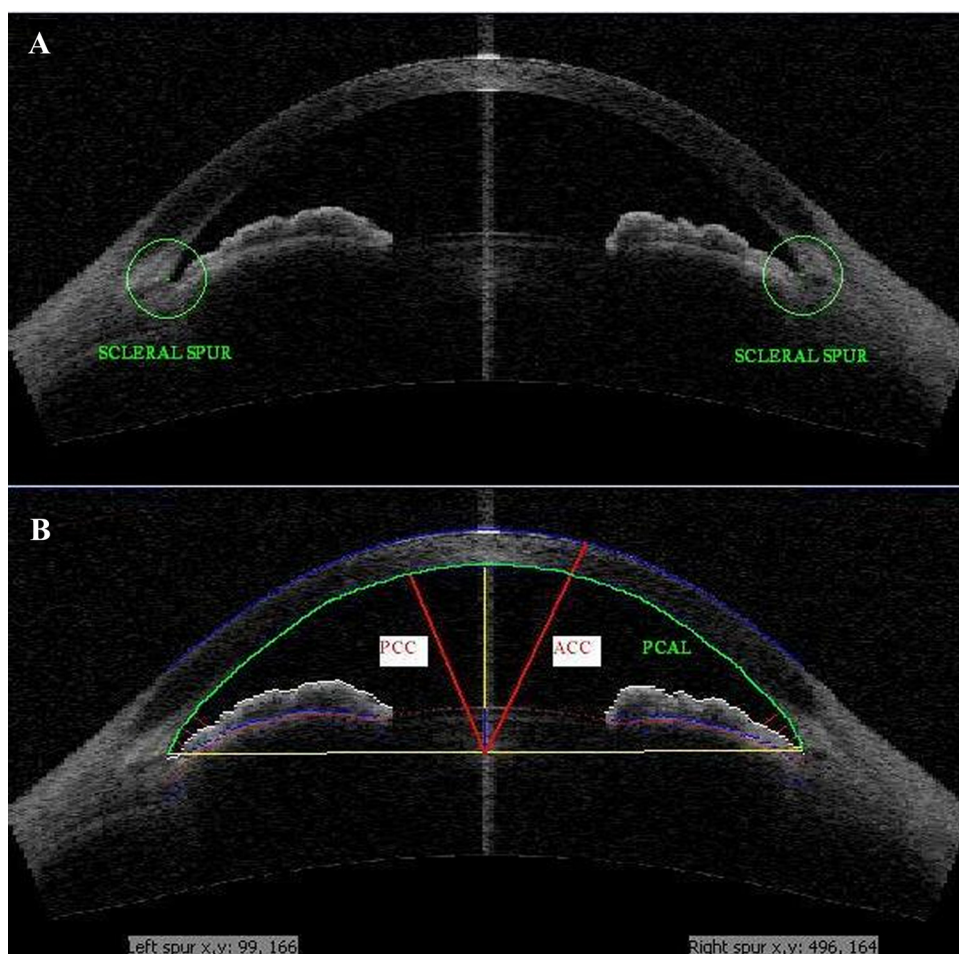 A
SCLERAL SPUR
SCLERAL SPUR
B
PCC
ACC
PCAL
Left spur x,y: 99, 166
Right spur x,y: 496, 164